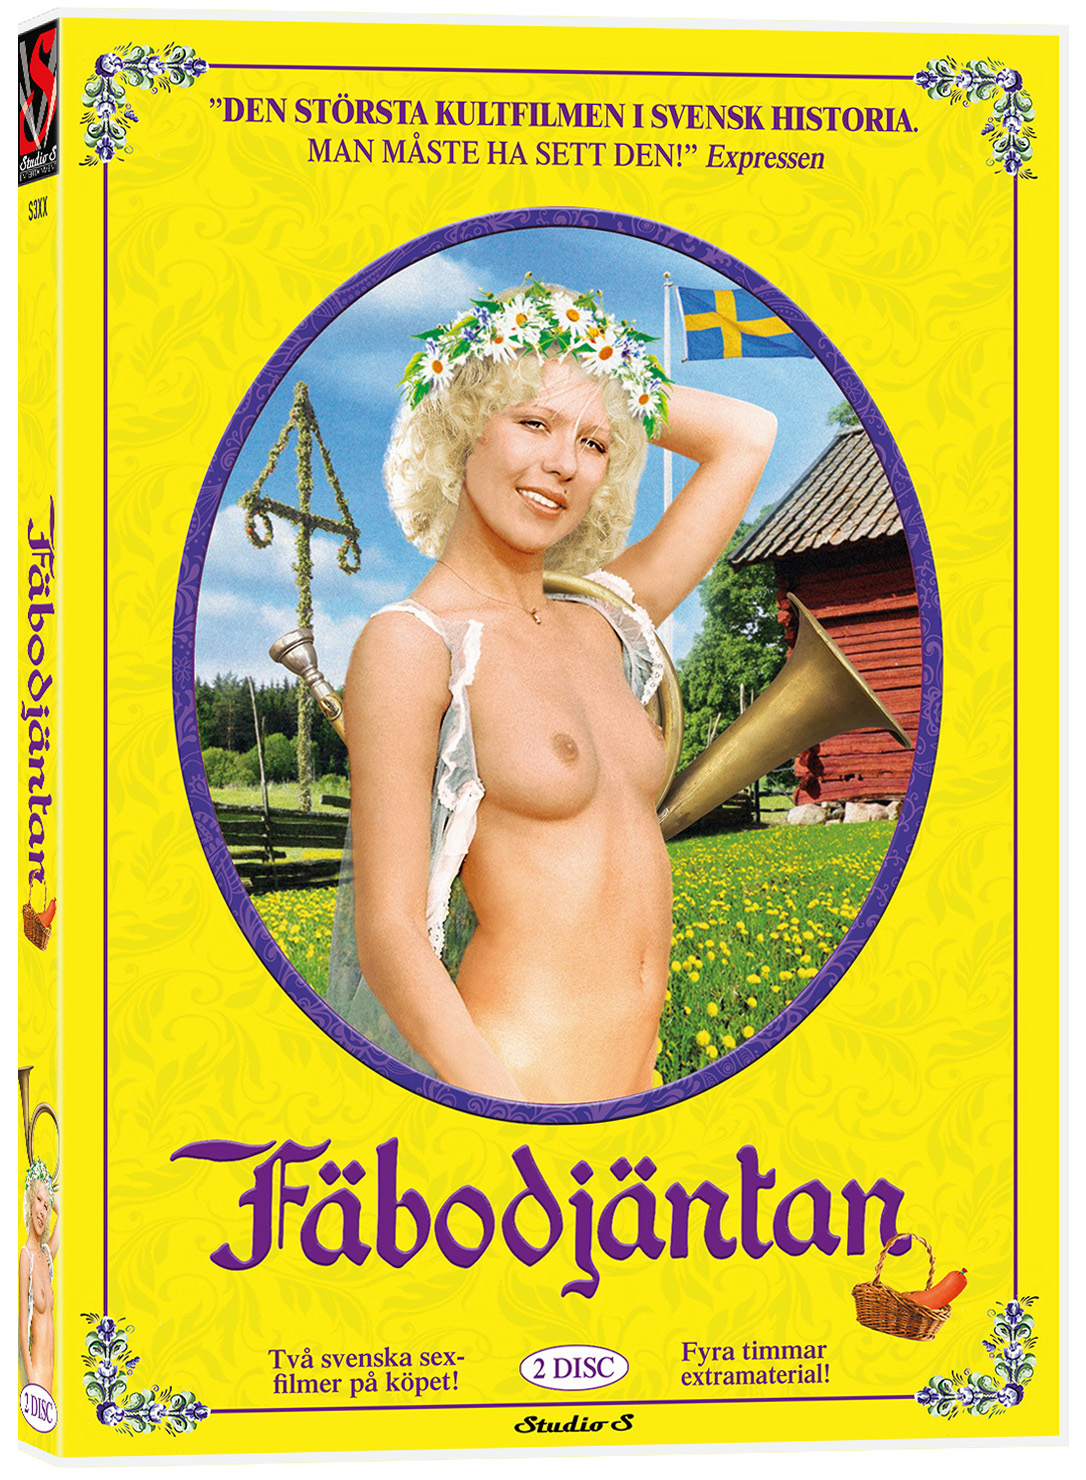 ”DEN STÖRSTA KULTFILMEN I SVENSK HISTORIA.
MAN MÅSTE HA SETT DEN!” Expressen
Fäbodjäntan
Två svenska sex-
filmer på köpet!
2 DISC
Fyra timmar
extramaterial!
Studio S
S
Studio S
S3XX
Fäbodjäntan
2 DISC